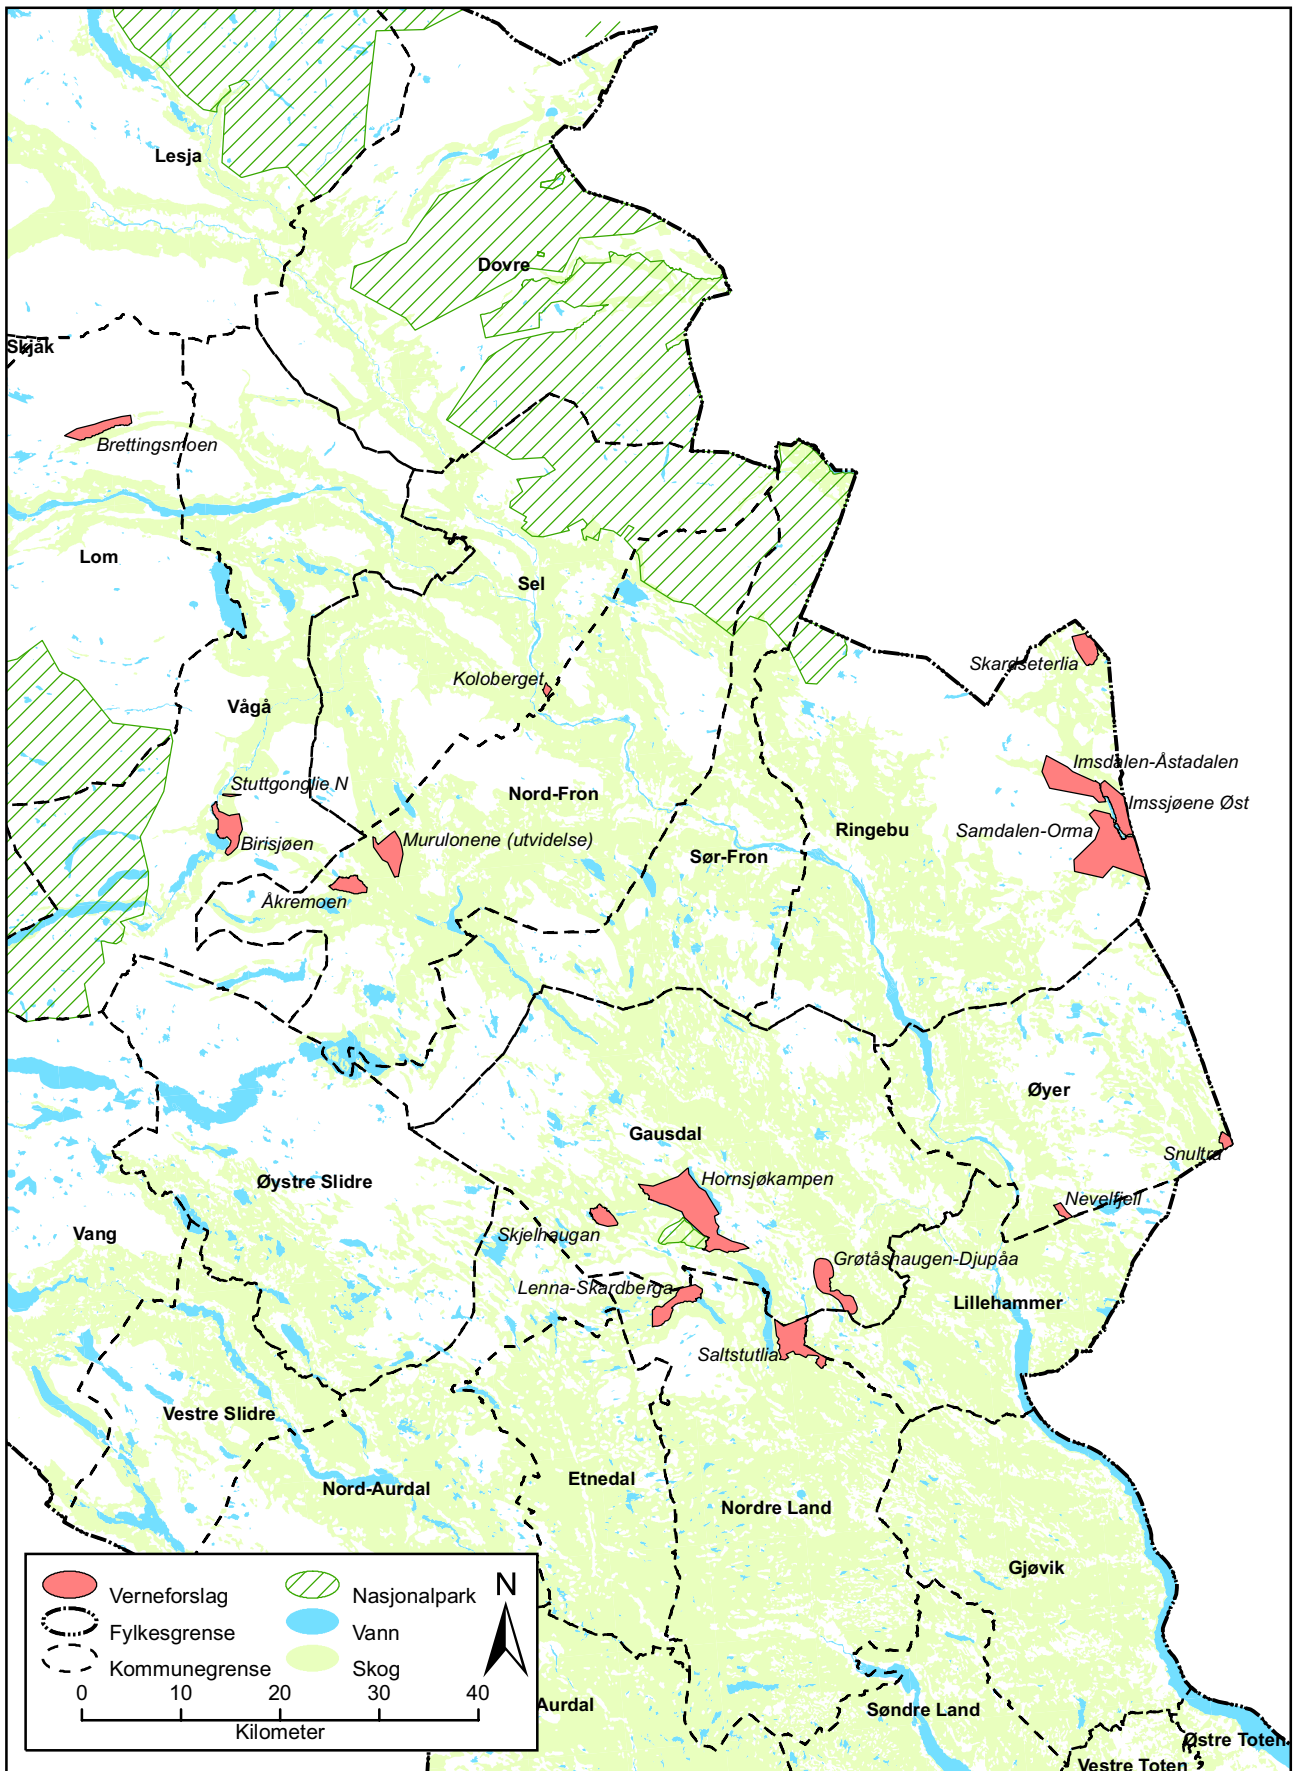 Lesja
Dovre
Skjåk
Brettingsmoen
Lom
Sel
Skardseterlia
Koloberget
Vågå
Imsdalen-Åstadalen
Stuttgonglie N
Nord-Fron
Imssjøene Øst
Ringebu
Samdalen-Orma
Birisjøen
Murulonene (utvidelse)
Sør-Fron
Åkremoen
Øyer
Gausdal
Snultra
Hornsjøkampen
Øystre Slidre
Nevelfjell
Vang
Skjelhaugan
Grøtåshaugen-Djupåa
Lenna-Skardberga
Lillehammer
Saltstutlia
Vestre Slidre
Etnedal
Nord-Aurdal
Nordre Land
Gjøvik
Verneforslag
Fylkesgrense
Kommunegrense
Nasjonalpark
Vann
Skog
N
0 10 20 30 40
Kilometer
Aurdal
Søndre Land
Østre Toten
Vestre Toten